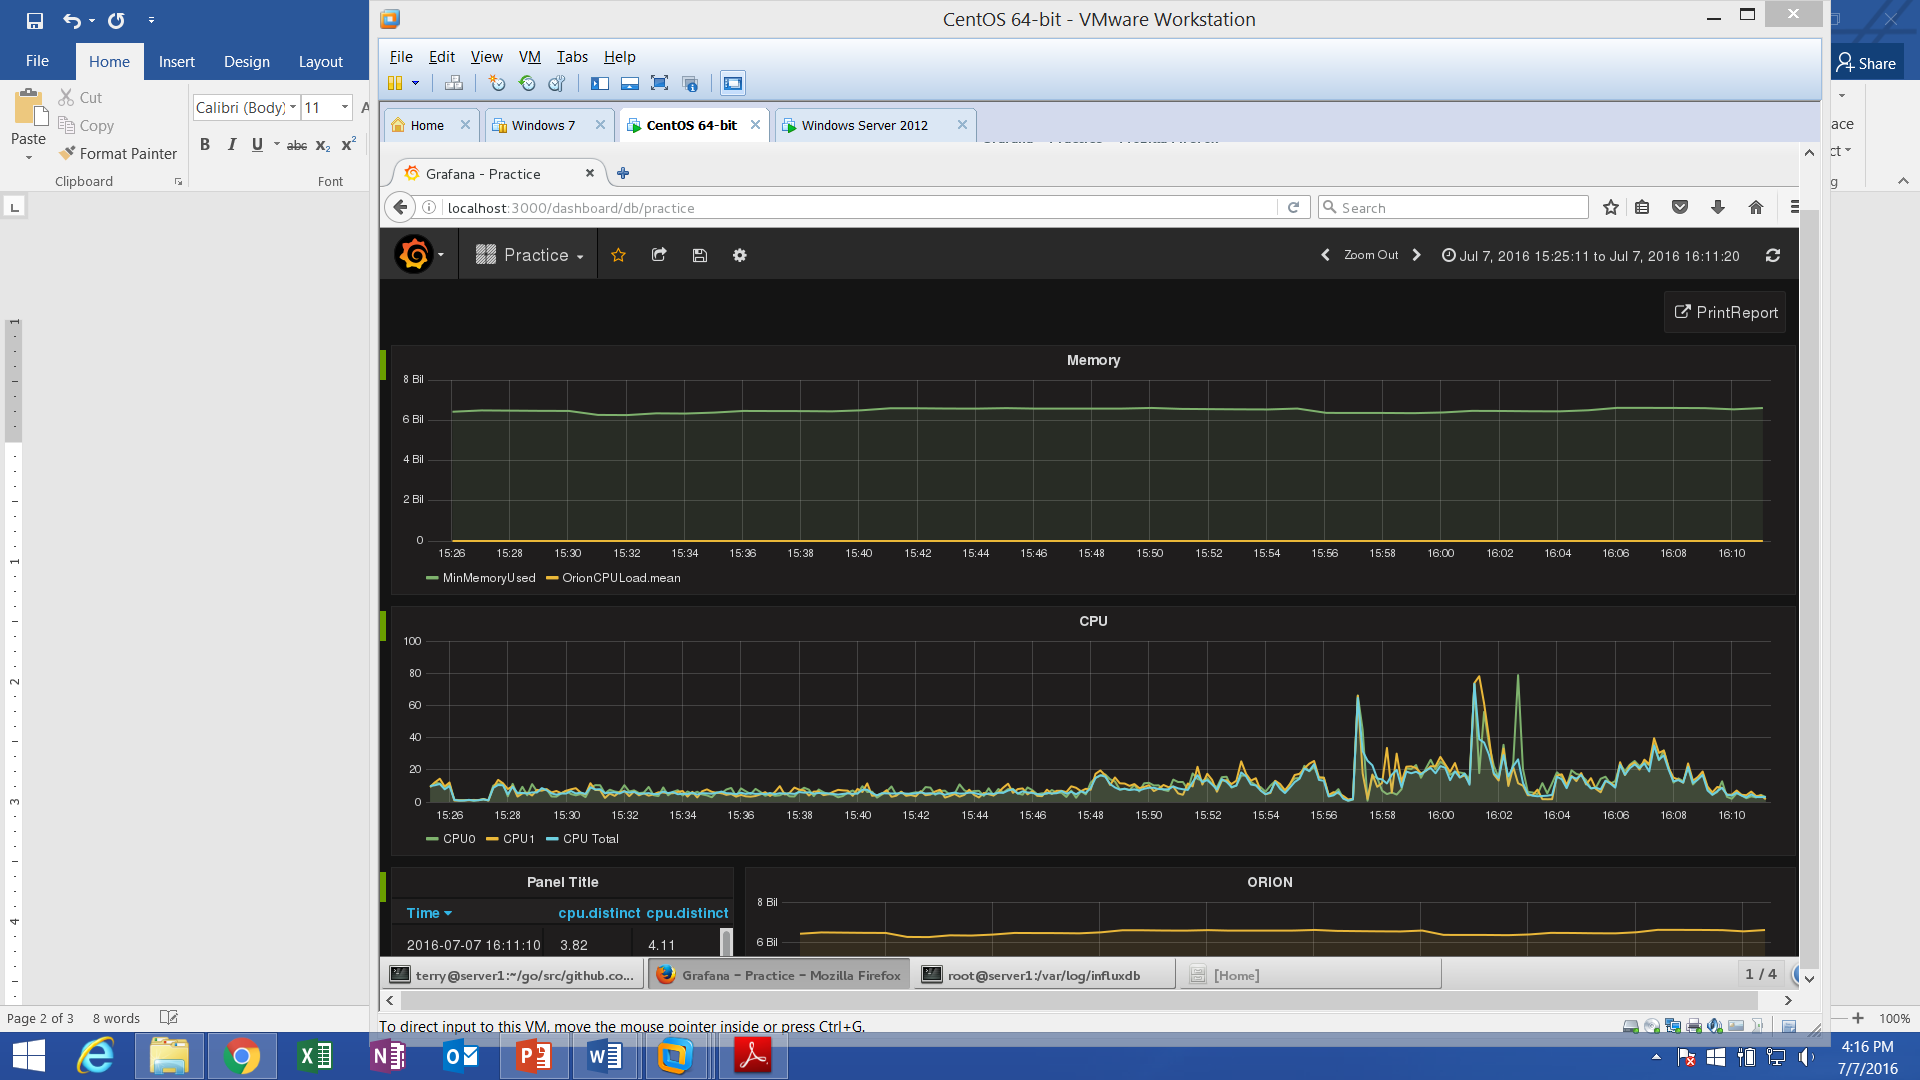 CentOS 64-bit - VMware Workstation
File Home Insert Design Layout
Share
File Edit View VM Tabs Help
Cut
Copy
Paste
Format Painter
Clipboard
Calibri (Body) 11
B I U abc X₂ X²
Font
Home Windows 7 CentOS 64-bit Windows Server 2012
Grafana - Practice
localhost:3000/dashboard/db/practice
Search
Practice
Zoom Out Jul 7, 2016 15:25:11 to Jul 7, 2016 16:11:20
PrintReport
Memory
8 Bil
6 Bil
4 Bil
2 Bil
0
15:26 15:28 15:30 15:32 15:34 15:36 15:38 15:40 15:42 15:44 15:46 15:48 15:50 15:52 15:54 15:56 15:58 16:00 16:02 16:04 16:06 16:08 16:10
MinMemoryUsed OrionCPULoad.mean
CPU
100
80
60
40
20
0
15:26 15:28 15:30 15:32 15:34 15:36 15:38 15:40 15:42 15:44 15:46 15:48 15:50 15:52 15:54 15:56 15:58 16:00 16:02 16:04 16:06 16:08 16:10
CPU0 CPU1 CPU Total
Panel Title
Time cpu.distinct cpu.distinct
2016-07-07 16:11:10 3.82 4.11
ORION
8 Bil
6 Bil
terry@server1:~/go/src/github.co... Grafana - Practice - Mozilla Firefox root@server1:/var/log/influxdb [Home] 1 / 4
To direct input to this VM, move the mouse pointer inside or press Ctrl+G.
Page 2 of 3 8 words
100%
4:16 PM
7/7/2016